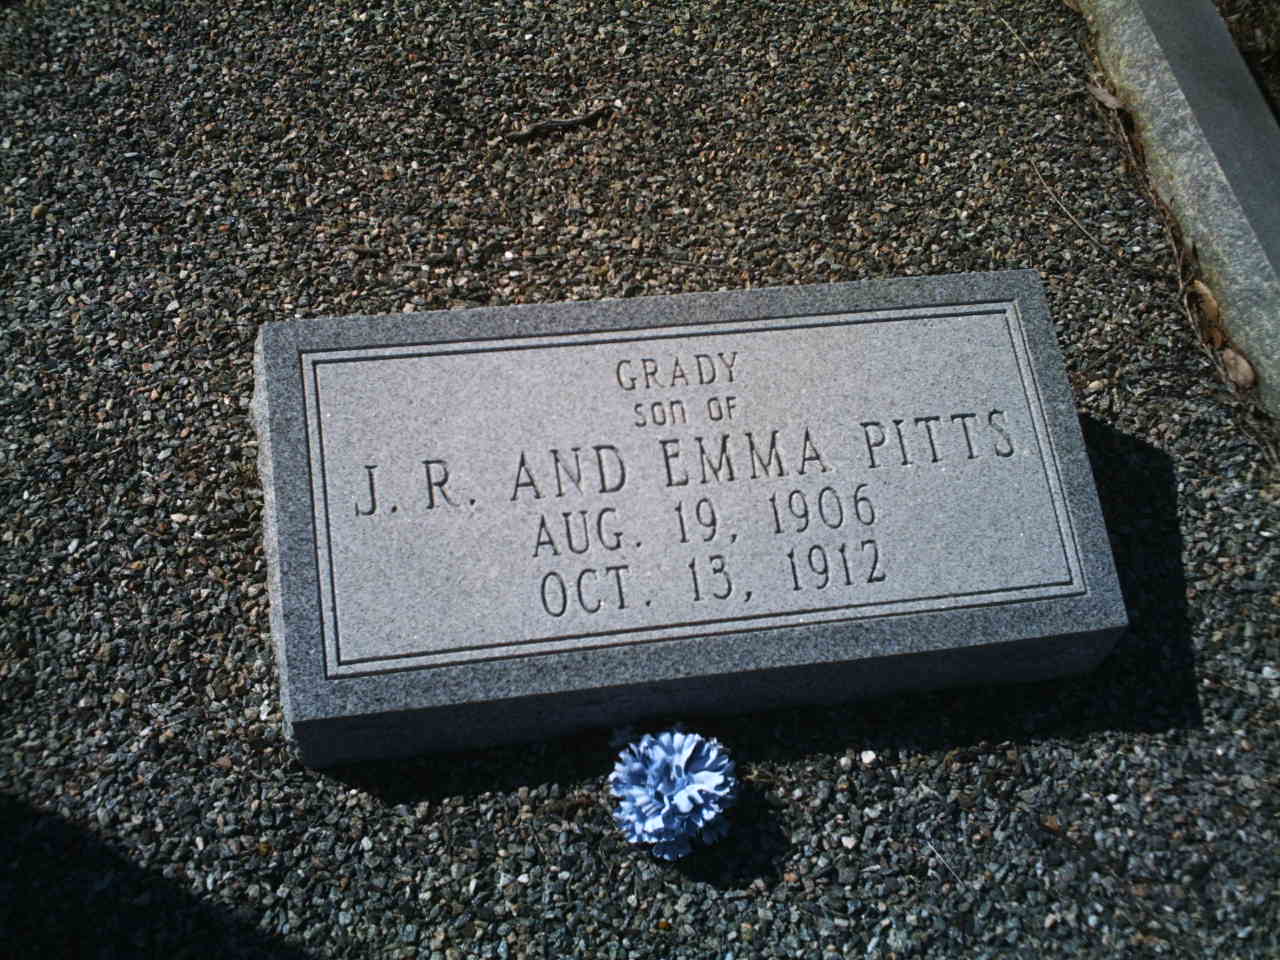 GRADY
son OF
J. R. AND EMMA PITTS
AUG. 19, 1906
OCT. 13, 1912